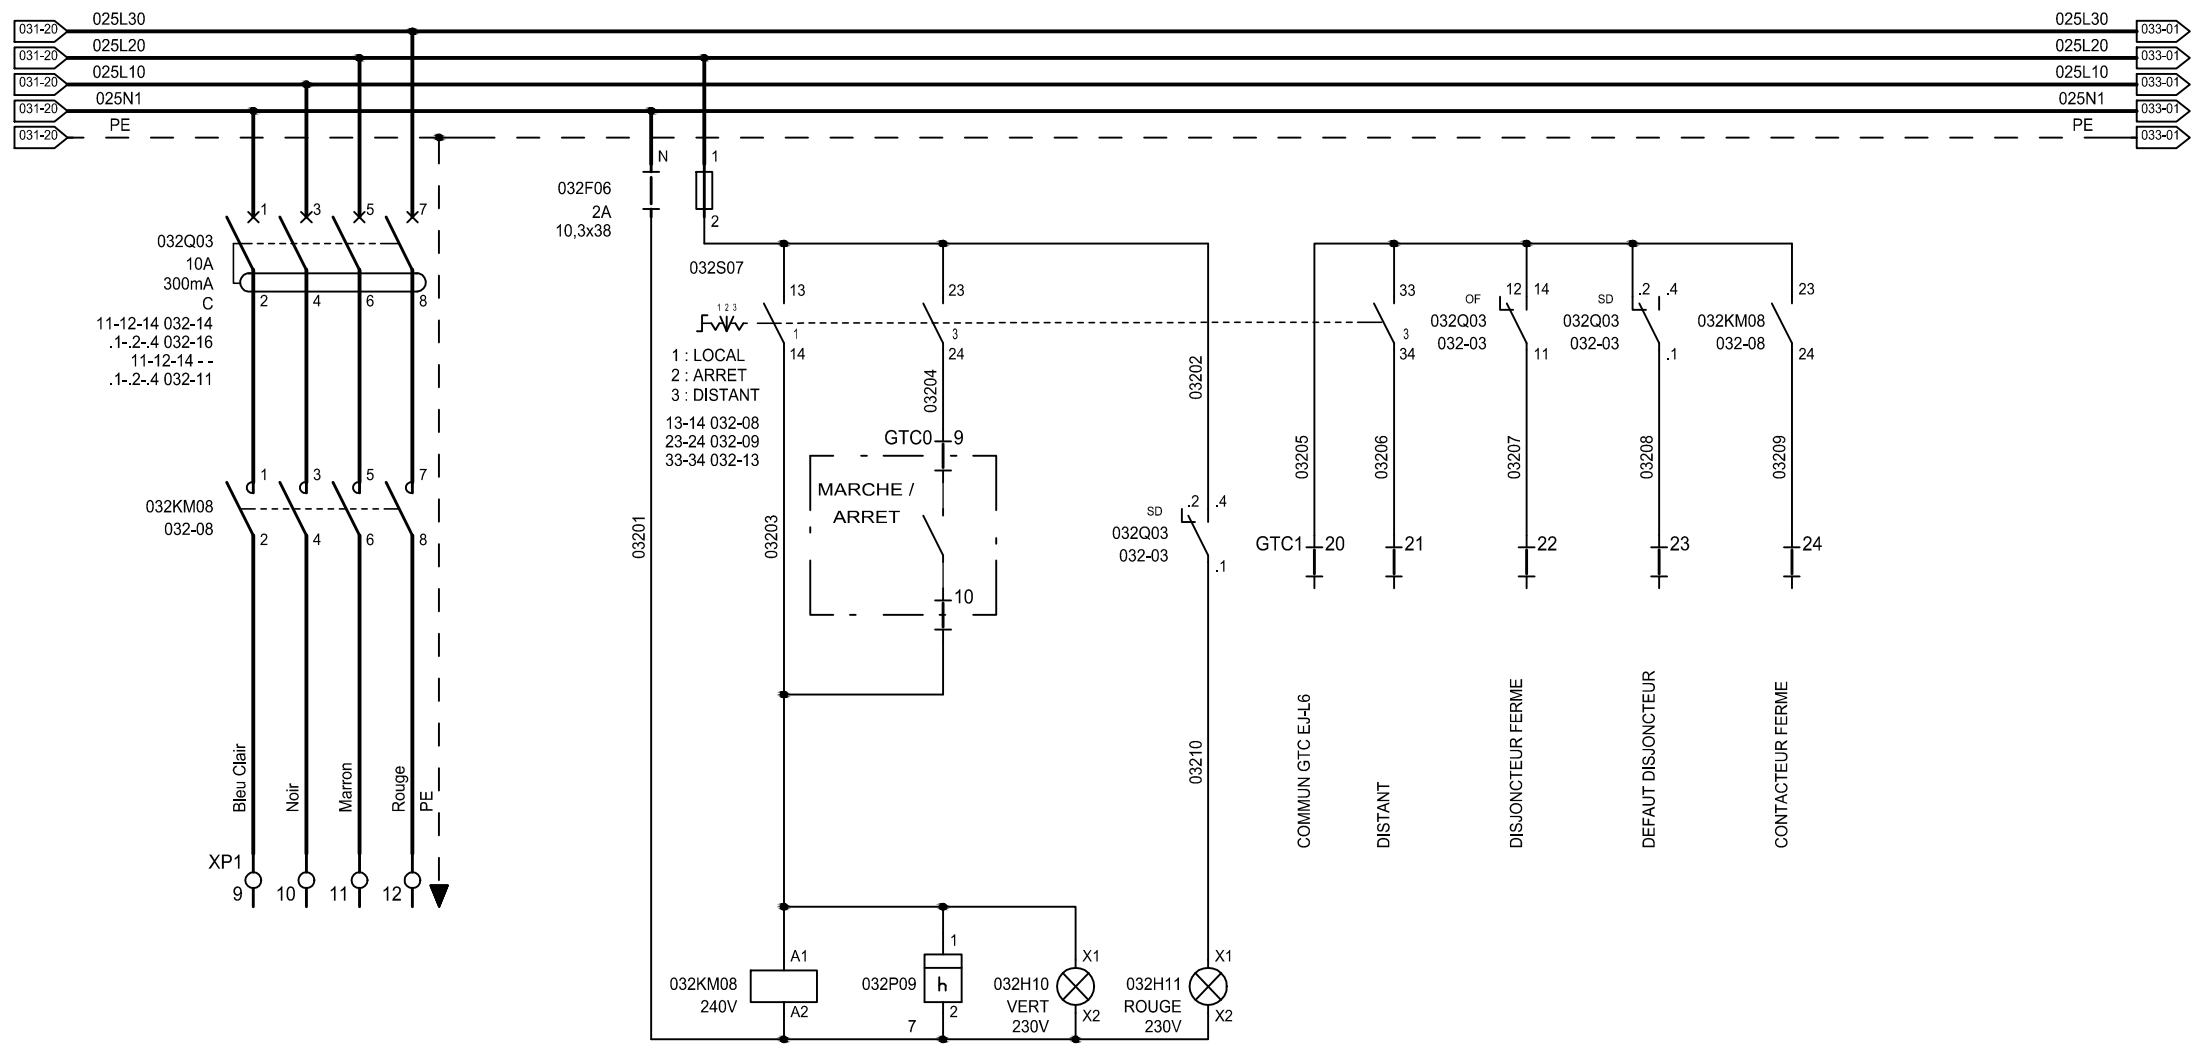 031-20 025L30 025L30 033-01
031-20 025L20 025L20 033-01
031-20 025L10 025L10 033-01
031-20 025N1 025N1 033-01
031-20 PE PE 033-01
1 3 5 7
032Q03
10A
300mA
C
2 4 6 8
11-12-14 032-14
.1-.2-.4 032-16
11-12-14 - -
.1-.2-.4 032-11
1 3 5 7
032KM08
032-08
2 4 6 8
Bleu Clair
Noir
Marron
Rouge
PE
XP1
9 10 11 12
N 1
032F06
2A
10,3x38
2
03201
032S07
1 2 3
13
1
14
23
3
24
33
3
34
1 : LOCAL
2 : ARRET
3 : DISTANT
13-14 032-08
23-24 032-09
33-34 032-13
03203
03204
GTC0 9
MARCHE /
ARRET
10
03202
.2 .4
SD
032Q03
032-03
.1
03210
A1
032KM08
240V
A2
1
032P09
h
2
7
X1
032H10
VERT
230V
X2
X1
032H11
ROUGE
230V
X2
12 14
OF
032Q03
032-03
11
.2 .4
SD
032Q03
032-03
.1
23
032KM08
032-08
24
03205
03206
03207
03208
03209
GTC1 20 21 22 23 24
COMMUN GTC EJ-L6
DISTANT
DISJONCTEUR FERME
DEFAUT DISJONCTEUR
CONTACTEUR FERME